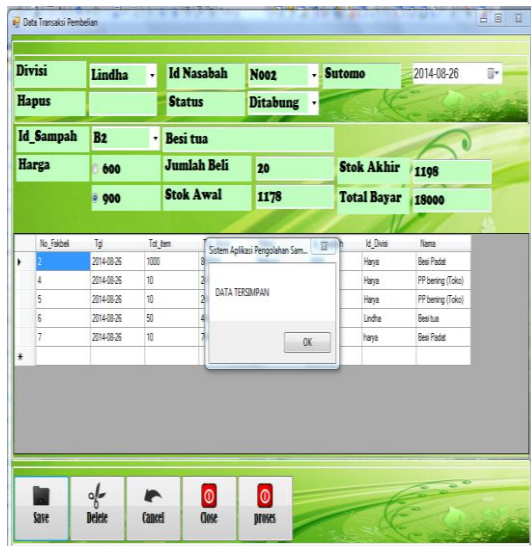 Data Transaksi Pembelian
Divisi Lindha Id Nasabah N002 Sutomo 2014-08-26
Hapus Status Ditabung
Id_Sampah B2 Besi tua
Harga 600 Jumlah Beli 20 Stok Akhir 1198
900 Stok Awal 1178 Total Bayar 18000
No_Fakbeli Tgl Tot_item Id_Divisi Nama
2 2014-08-26 1000 Harya Besi Padat
4 2014-08-26 10 Harya PP bening (Toko)
5 2014-08-26 10 Harya PP bening (Toko)
6 2014-08-26 50 Lindha Besi tua
7 2014-08-26 10 harya Besi Padat
Sistem Aplikasi Pengolahan Sam...
DATA TERSIMPAN
OK
Save Delete Cancel Close proses